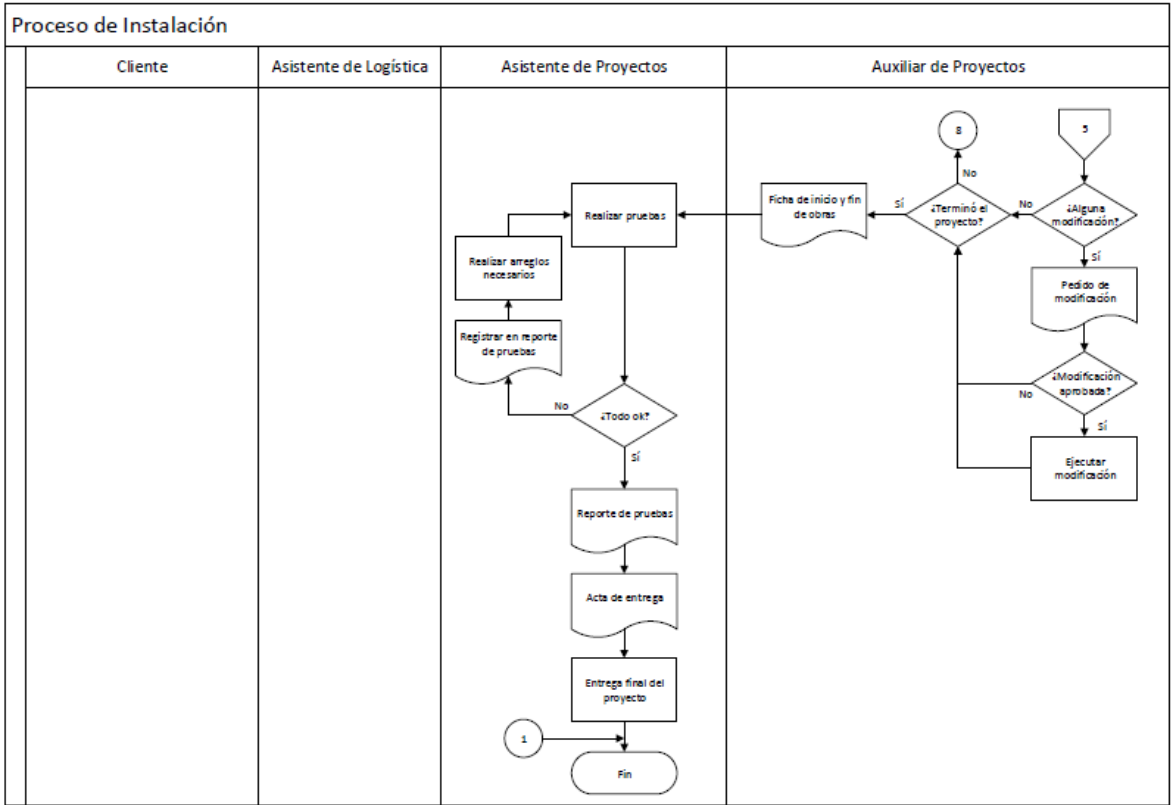 Proceso de Instalación
Cliente
Asistente de Logística
Asistente de Proyectos
Auxiliar de Proyectos
8
5
No
Realizar pruebas
Ficha de inicio y fin
de obras
Sí
¿Terminó el
proyecto?
No
¿Alguna
modificación?
Sí
Realizar arreglos
necesarios
Pedido de
modificación
Registrar en reporte
de pruebas
¿Modificación
aprobada?
No
Sí
No
¿Todo ok?
Sí
Ejecutar
modificación
Reporte de pruebas
Acta de entrega
Entrega final del
proyecto
1
Fin